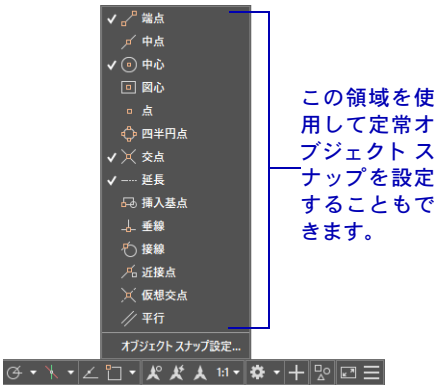 端点
中点
中心
図心
点
四半円点
交点
延長
挿入基点
垂線
接線
近接点
仮想交点
平行
オブジェクト スナップ設定...
この領域を使
用して定常オ
ブジェクト ス
ナップを設定
することもで
きます。
1:1